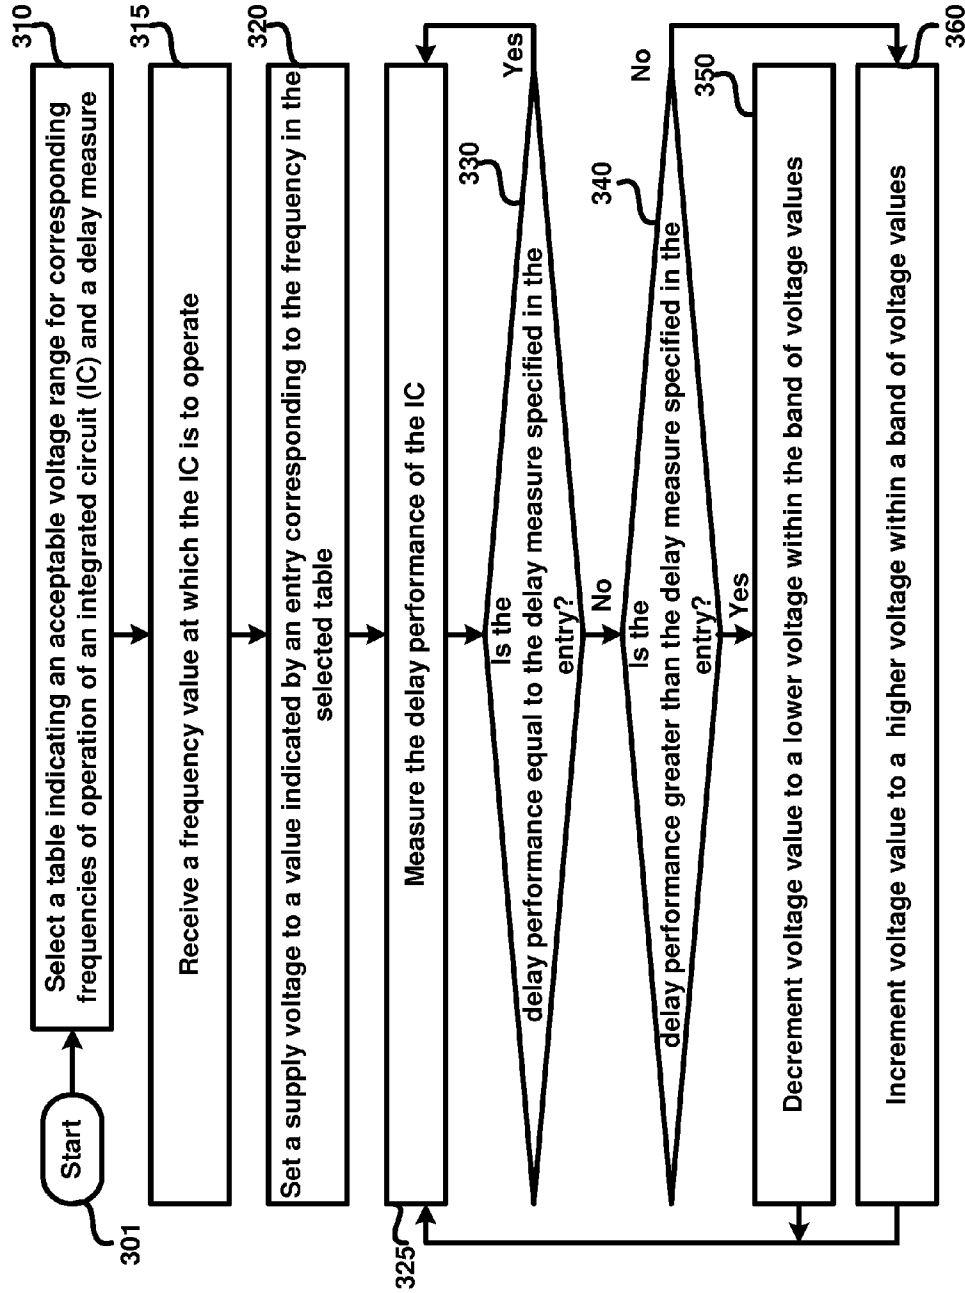 301
Start
310
Select a table indicating an acceptable voltage range for corresponding
frequencies of operation of an integrated circuit (IC) and a delay measure
315
Receive a frequency value at which the IC is to operate
320
Set a supply voltage to a value indicated by an entry corresponding to the frequency in the
selected table
325
Measure the delay performance of the IC
330
Is the
delay performance equal to the delay measure specified in the
entry?
Yes
No
340
Is the
delay performance greater than the delay measure specified in the
entry?
No
Yes
350
Decrement voltage value to a lower voltage within the band of voltage values
360
Increment voltage value to a higher voltage within a band of voltage values